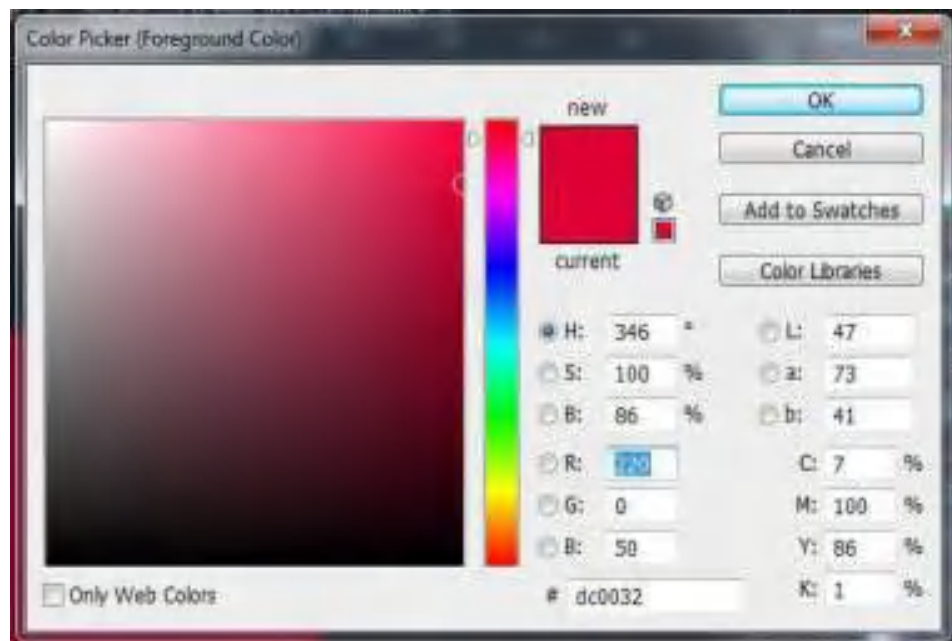 Color Picker (Foreground Color)
new
OK
Cancel
Add to Swatches
current
Color Libraries
H: 346 °
L: 47
S: 100 %
a: 73
B: 86 %
b: 41
R: 220
C: 7 %
G: 0
M: 100 %
B: 50
Y: 86 %
Only Web Colors
# dc0032
K: 1 %